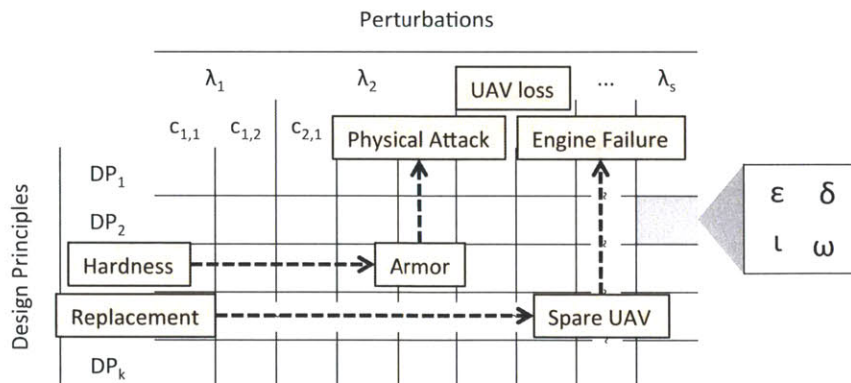 Perturbations
λ1 λ2 UAV loss ... λs
c1,1 c1,2 c2,1 Physical Attack Engine Failure
DP1
DP2
Hardness Armor
Replacement Spare UAV
DPk
Design Principles
ε δ
ι ω